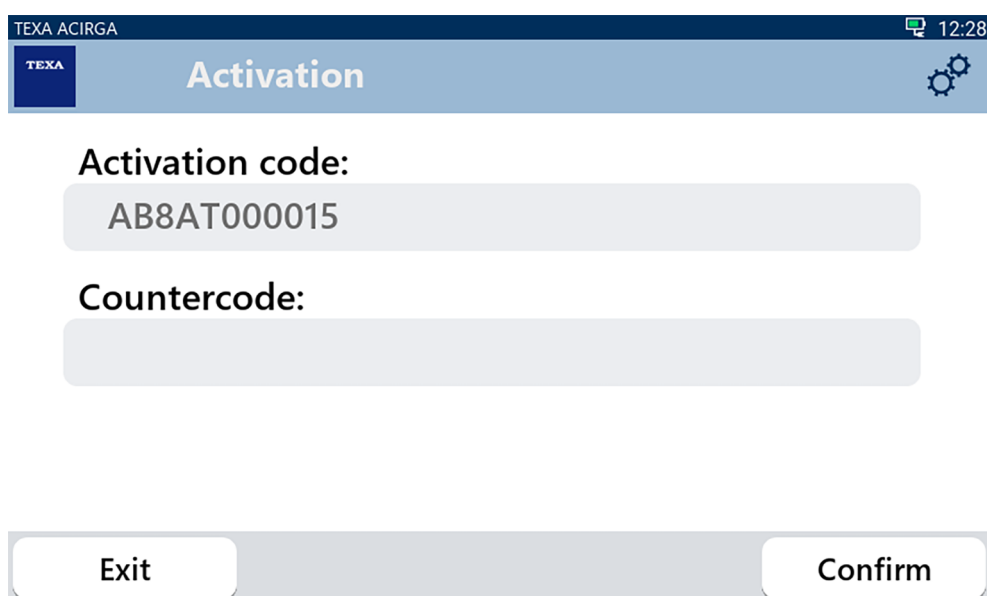 TEXA ACIRGA 12:28
TEXA Activation
Activation code:
AB8AT000015
Countercode:
Exit Confirm